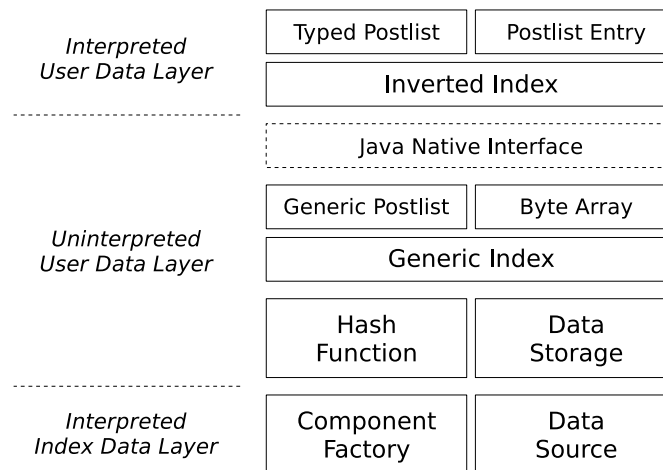 Interpreted
User Data Layer
Typed Postlist
Postlist Entry
Inverted Index
Java Native Interface
Uninterpreted
User Data Layer
Generic Postlist
Byte Array
Generic Index
Hash
Function
Data
Storage
Interpreted
Index Data Layer
Component
Factory
Data
Source